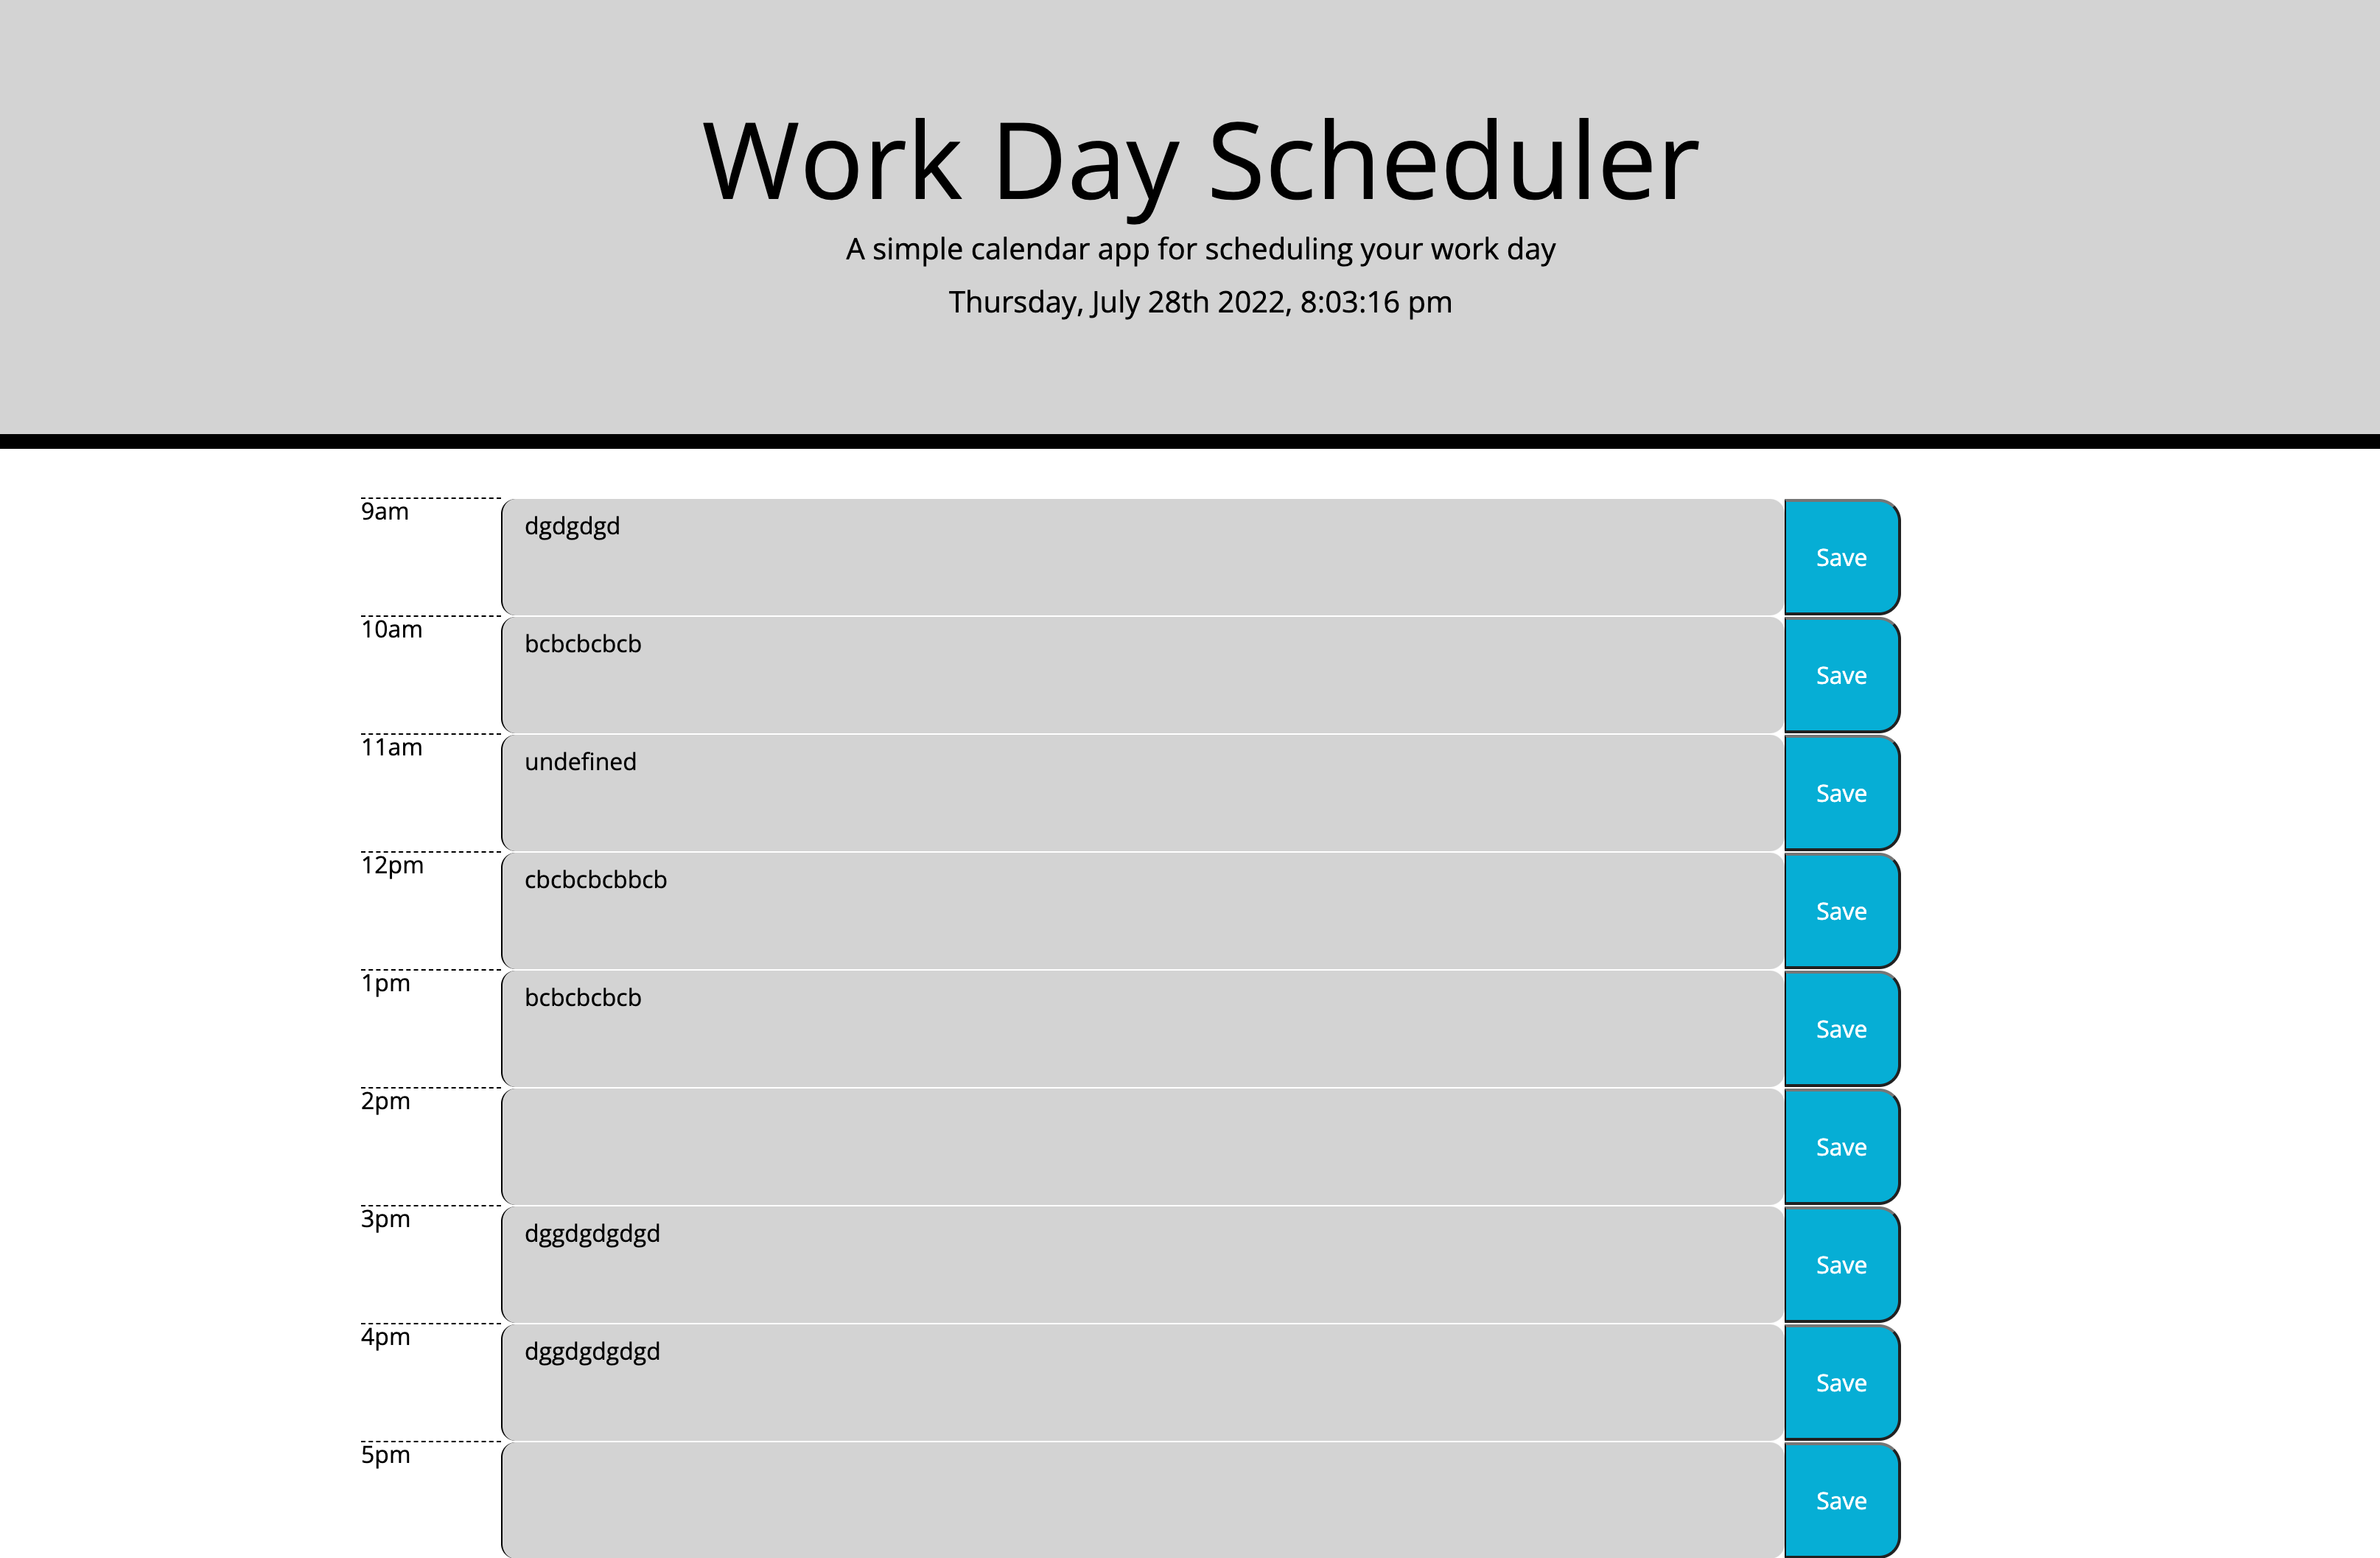 Work Day Scheduler
A simple calendar app for scheduling your work day
Thursday, July 28th 2022, 8:03:16 pm
9am dgdgdgd Save
10am bcbcbcbcb Save
11am undefined Save
12pm cbcbcbcbbcb Save
1pm bcbcbcbcb Save
2pm Save
3pm dggdgdgdgd Save
4pm dggdgdgdgd Save
5pm Save